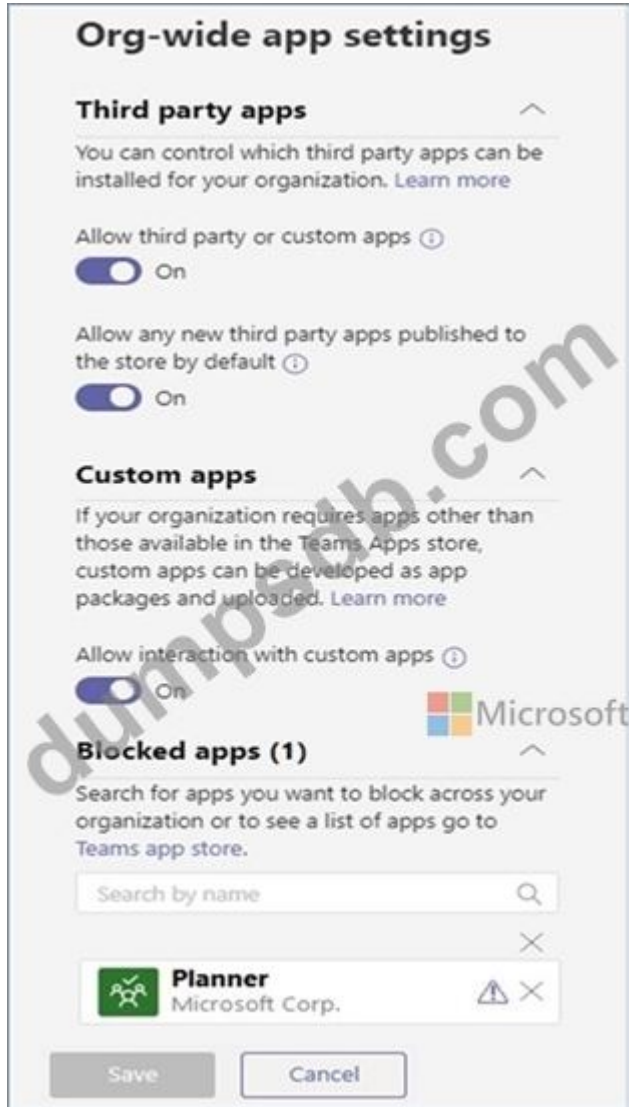 Org-wide app settings
Third party apps
You can control which third party apps can be
installed for your organization. Learn more
Allow third party or custom apps
On
Allow any new third party apps published to
the store by default
On
Custom apps
If your organization requires apps other than
those available in the Teams Apps store,
custom apps can be developed as app
packages and uploaded. Learn more
Allow interaction with custom apps
On
Microsoft
Blocked apps (1)
Search for apps you want to block across your
organization or to see a list of apps go to
Teams app store.
Search by name
Planner
Microsoft Corp.
Save Cancel
dumpsdb.com